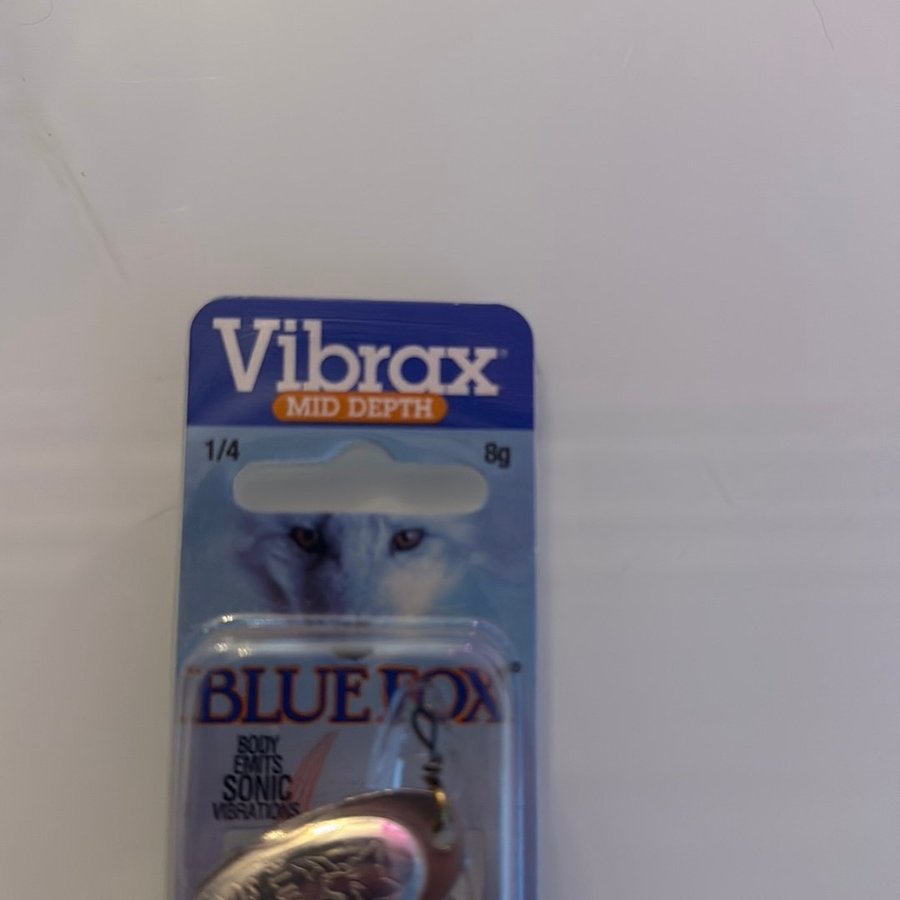 Vibrax
MID DEPTH
1/4 8g
BLUE FOX
BODY
EMITS
SONIC
VIBRATIONS